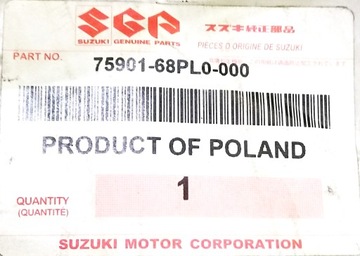 SGP
スズキ純正部品
SUZUKI GENUINE PARTS
PIÈCES D'ORIGINE DE SUZUKI
PART NO.
75901-68PL0-000
PRODUCT OF POLAND
QUANTITY
(QUANTITÉ)
1
SUZUKI MOTOR CORPORATION